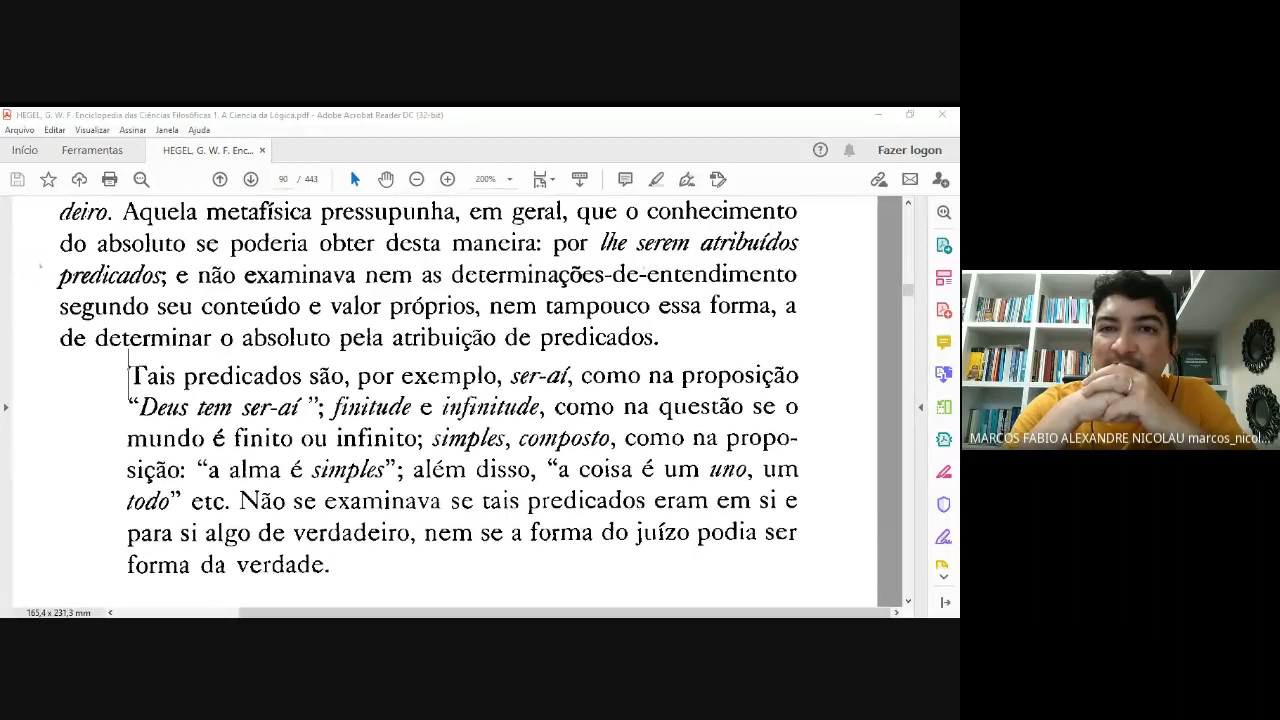 HEGEL, G. W. F. Enciclopedia das Ciências Filosóficas 1. A Ciencia da Lógica.pdf - Adobe Acrobat Reader DC (32-bit)
Arquivo Editar Visualizar Assinar Janela Ajuda
Início Ferramentas HEGEL, G. W. F. Enc... × Fazer logon
90 / 443 200%
deiro. Aquela metafísica pressupunha, em geral, que o conhecimento
do absoluto se poderia obter desta maneira: por lhe serem atribuídos
predicados; e não examinava nem as determinações-de-entendimento
segundo seu conteúdo e valor próprios, nem tampouco essa forma, a
de determinar o absoluto pela atribuição de predicados.
Tais predicados são, por exemplo, ser-aí, como na proposição
“Deus tem ser-aí ”; finitude e infinitude, como na questão se o
mundo é finito ou infinito; simples, composto, como na propo-
sição: “a alma é simples”; além disso, “a coisa é um uno, um
todo” etc. Não se examinava se tais predicados eram em si e
para si algo de verdadeiro, nem se a forma do juízo podia ser
forma da verdade.
165,4 x 231,3 mm
MARCOS FABIO ALEXANDRE NICOLAU marcos_nicol...